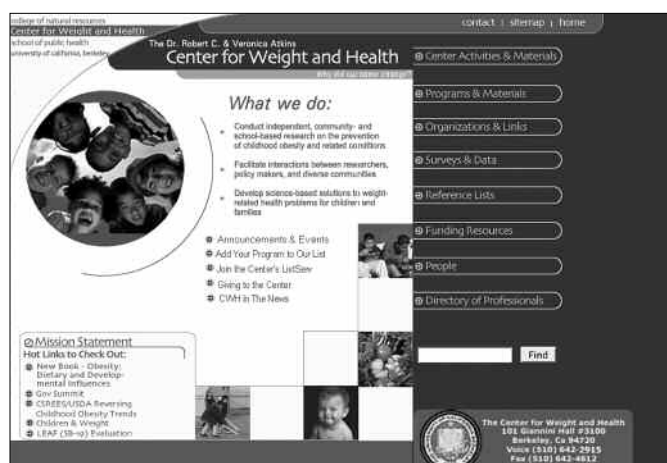 college of natural resources
Center for Weight and Health
school of public health
university of california, berkeley
contact | sitemap | home
The Dr. Robert C. & Veronica Atkins
Center for Weight and Health
Why did our name change?
What we do:
Conduct independent, community- and
school-based research on the prevention
of childhood obesity and related conditions
Facilitate interactions between researchers,
policy makers, and diverse communities
Develop science-based solutions to weight-
related health problems for children and
families
Announcements & Events
Add Your Program to Our List
Join the Center's ListServ
Giving to the Center
CWH In The News
Mission Statement
Hot Links to Check Out:
New Book - Obesity:
Dietary and Develop-
mental Influences
Gov Summit
CSREES/USDA Reversing
Childhood Obesity Trends
Children & Weight
LEAF (SB-19) Evaluation
Center Activities & Materials
Programs & Materials
Organizations & Links
Surveys & Data
Reference Lists
Funding Resources
People
Directory of Professionals
Find
The Center for Weight and Health
101 Giannini Hall #3100
Berkeley, Ca 94720
Voice (510) 642-2915
Fax (510) 642-4612